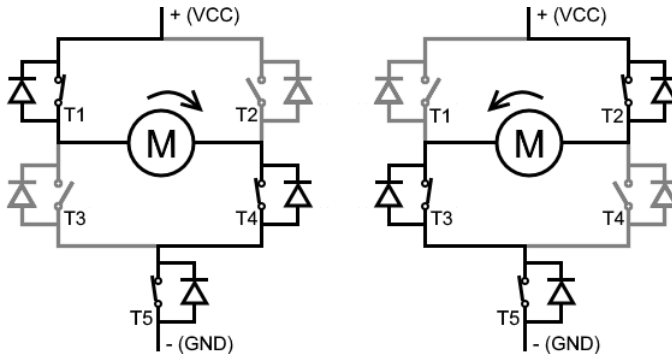 + (VCC)
T1
T2
M
T3
T4
T5
- (GND)
+ (VCC)
T1
T2
M
T3
T4
T5
- (GND)